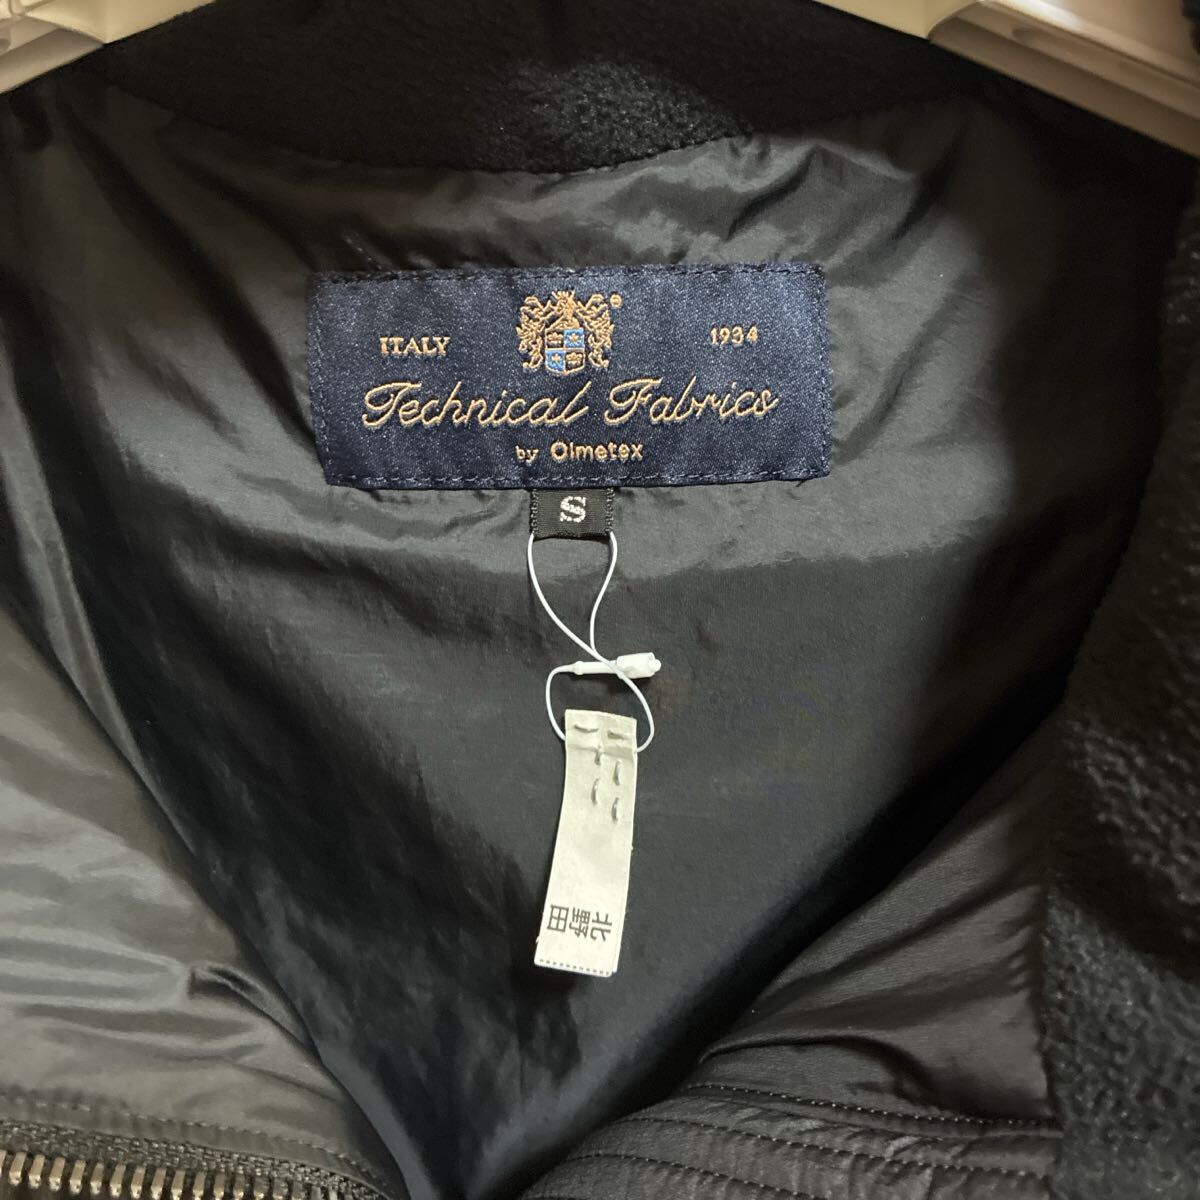 ITALY 1934
Technical Fabrics
by Olmetex
S
北野田